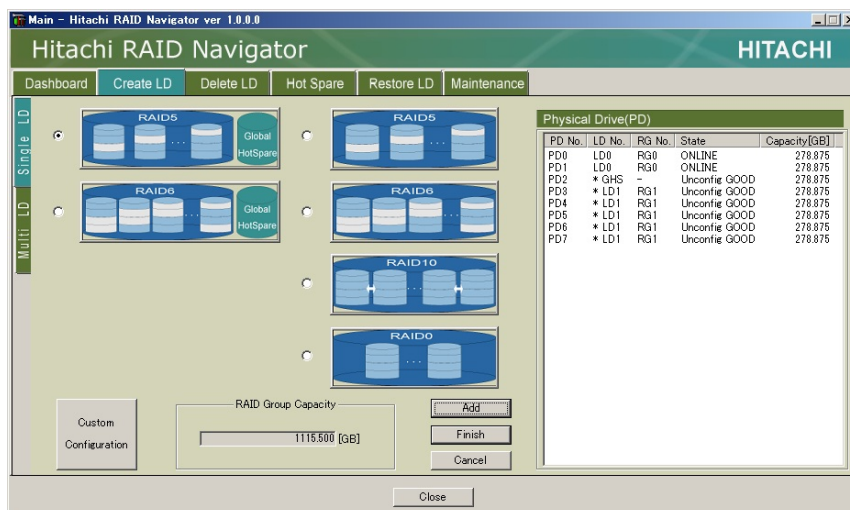 Main - Hitachi RAID Navigator ver 1.0.0.0
Hitachi RAID Navigator
HITACHI
Dashboard Create LD Delete LD Hot Spare Restore LD Maintenance
Single LD
Multi LD
RAID5
Global
HotSpare
RAID5
RAID6
Global
HotSpare
RAID6
RAID10
RAID0
Custom
Configuration
RAID Group Capacity
1115.500 [GB]
Add
Finish
Cancel
Physical Drive(PD)
PD No. LD No. RG No. State Capacity[GB]
PD0 LD0 RG0 ONLINE 278.875
PD1 LD0 RG0 ONLINE 278.875
PD2 * GHS - Unconfig GOOD 278.875
PD3 * LD1 RG1 Unconfig GOOD 278.875
PD4 * LD1 RG1 Unconfig GOOD 278.875
PD5 * LD1 RG1 Unconfig GOOD 278.875
PD6 * LD1 RG1 Unconfig GOOD 278.875
PD7 * LD1 RG1 Unconfig GOOD 278.875
Close